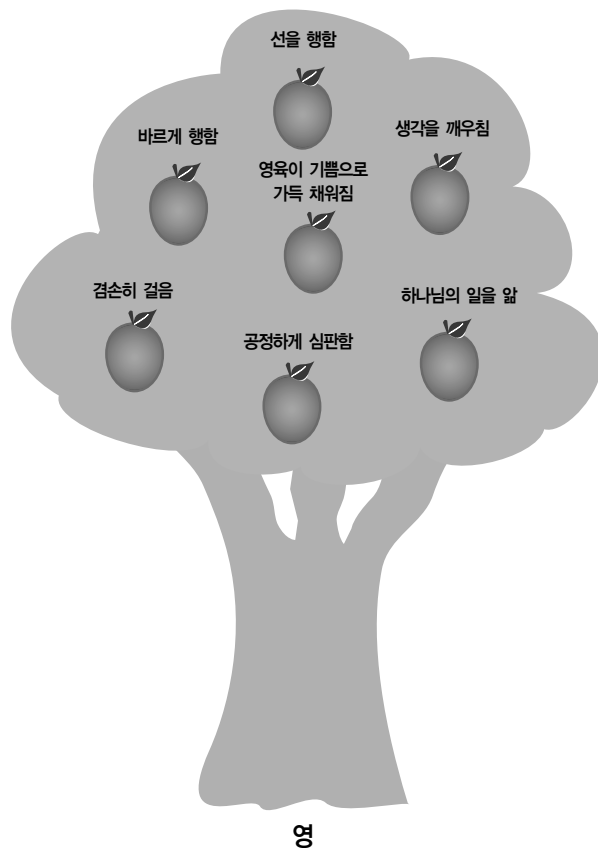 선을 행함
바르게 행함
생각을 깨우침
영육이 기쁨으로
가득 채워짐
겸손히 걸음
하나님의 일을 앎
공정하게 심판함
영